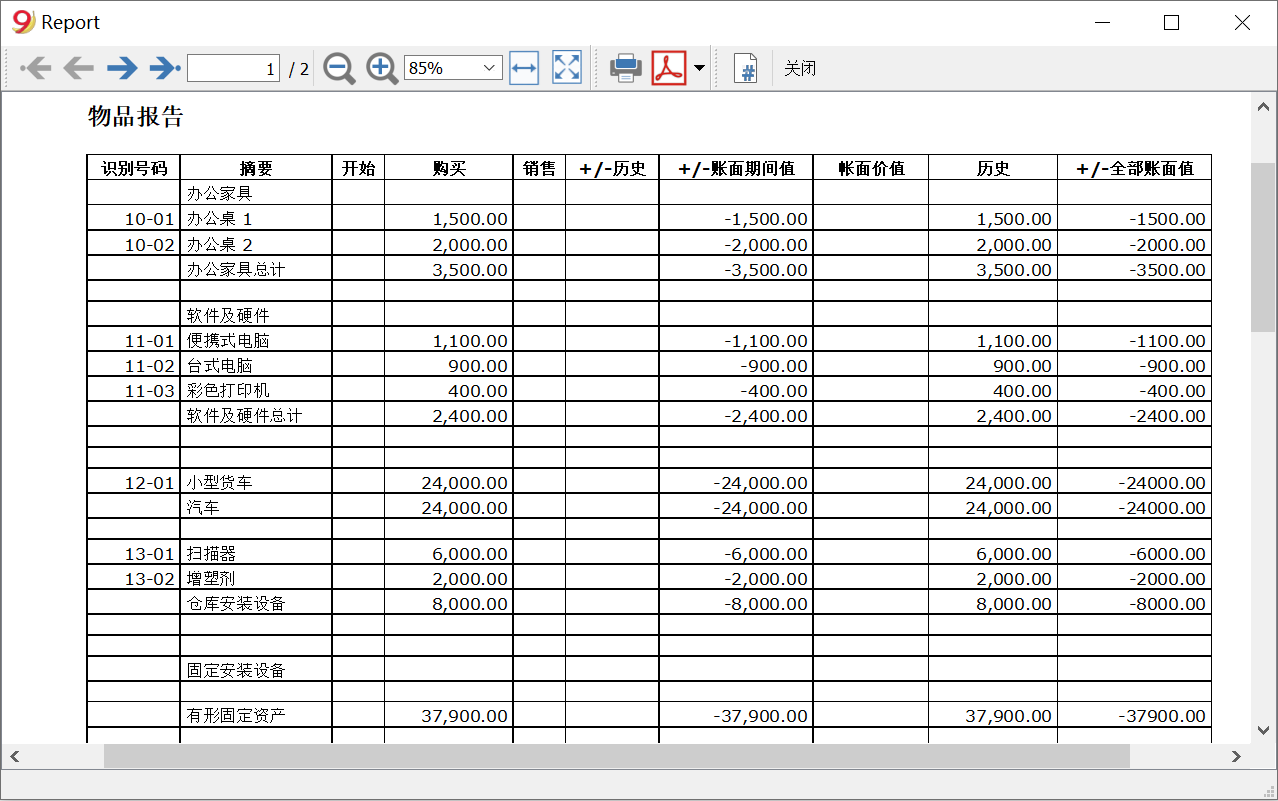 9 Report
1 / 2 85% 关闭
物品报告
识别号码 摘要 开始 购买 销售 +/-历史 +/-账面期间值 帐面价值 历史 +/-全部账面值
办公家具
10-01 办公桌 1 1,500.00 -1,500.00 1,500.00 -1500.00
10-02 办公桌 2 2,000.00 -2,000.00 2,000.00 -2000.00
办公家具总计 3,500.00 -3,500.00 3,500.00 -3500.00
软件及硬件
11-01 便携式电脑 1,100.00 -1,100.00 1,100.00 -1100.00
11-02 台式电脑 900.00 -900.00 900.00 -900.00
11-03 彩色打印机 400.00 -400.00 400.00 -400.00
软件及硬件总计 2,400.00 -2,400.00 2,400.00 -2400.00
12-01 小型货车 24,000.00 -24,000.00 24,000.00 -24000.00
汽车 24,000.00 -24,000.00 24,000.00 -24000.00
13-01 扫描器 6,000.00 -6,000.00 6,000.00 -6000.00
13-02 增塑剂 2,000.00 -2,000.00 2,000.00 -2000.00
仓库安装设备 8,000.00 -8,000.00 8,000.00 -8000.00
固定安装设备
有形固定资产 37,900.00 -37,900.00 37,900.00 -37900.00